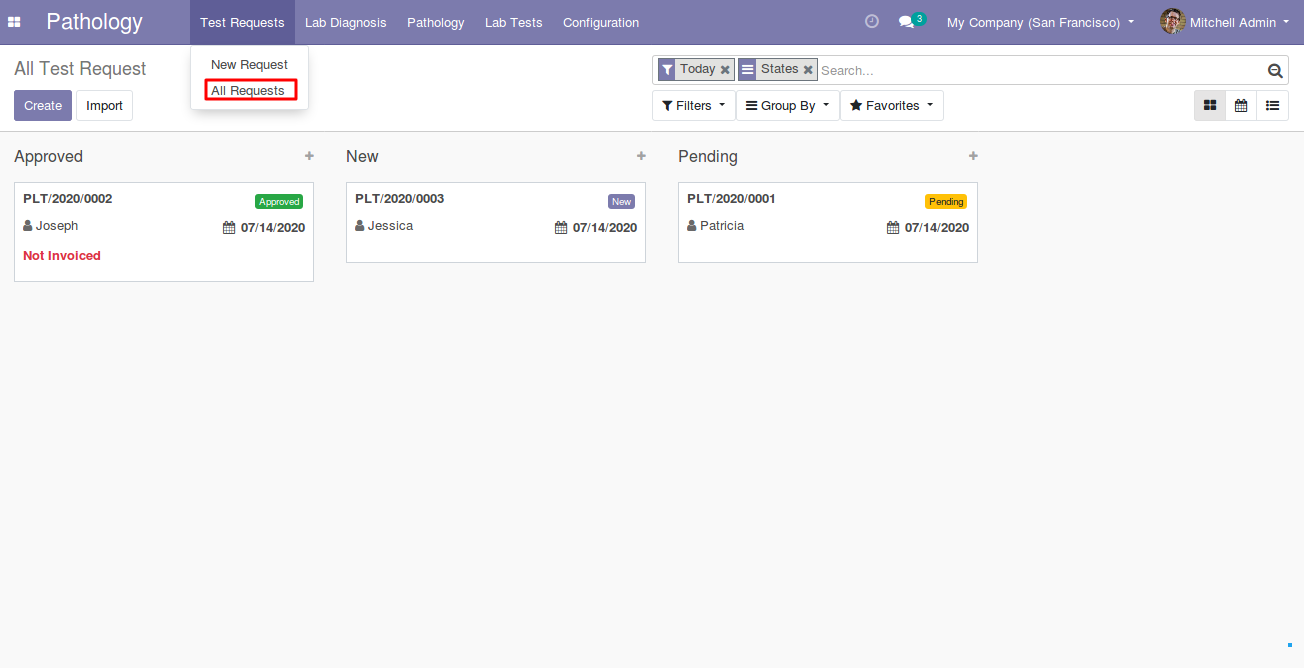 Pathology Test Requests Lab Diagnosis Pathology Lab Tests Configuration 3 My Company (San Francisco) Mitchell Admin
New Request
All Requests
All Test Request
Today States Search...
Create Import
Filters Group By Favorites
Approved
PLT/2020/0002 Approved
Joseph 07/14/2020
Not Invoiced
New
PLT/2020/0003 New
Jessica 07/14/2020
Pending
PLT/2020/0001 Pending
Patricia 07/14/2020